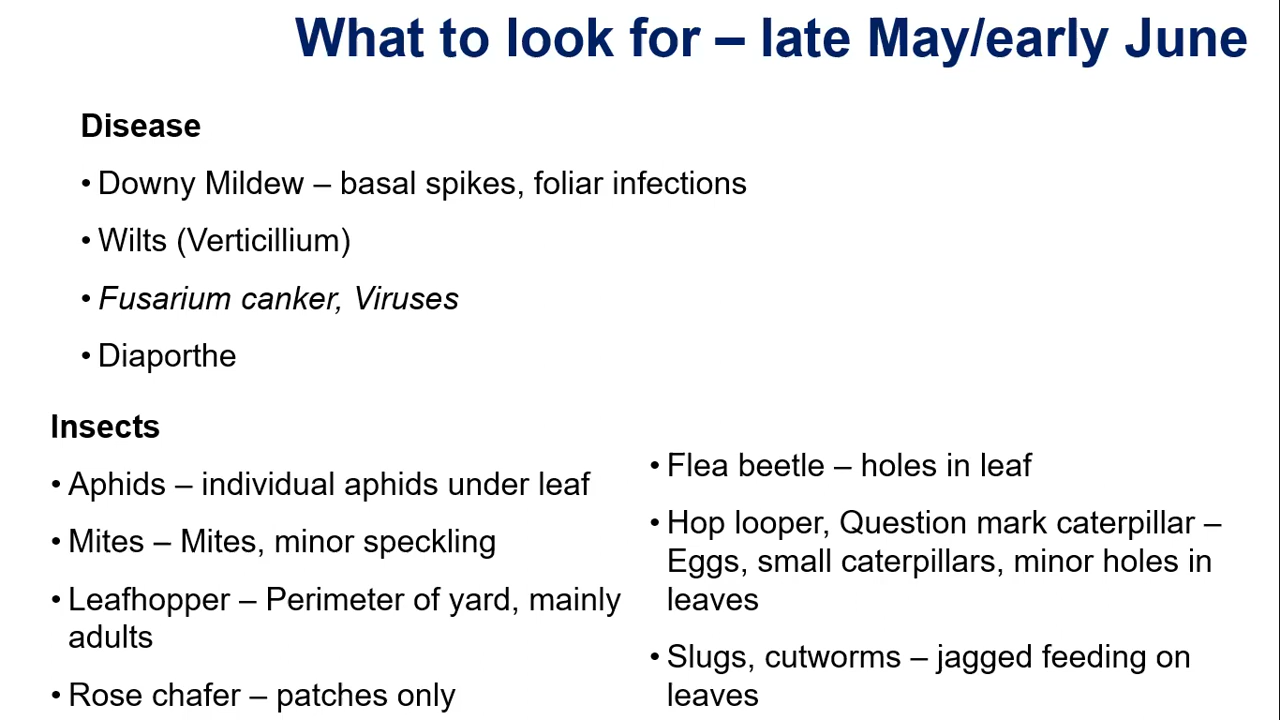 What to look for – late May/early June
Disease
• Downy Mildew – basal spikes, foliar infections
• Wilts (Verticillium)
• Fusarium canker, Viruses
• Diaporthe
Insects
• Aphids – individual aphids under leaf
• Mites – Mites, minor speckling
• Leafhopper – Perimeter of yard, mainly
adults
• Rose chafer – patches only
• Flea beetle – holes in leaf
• Hop looper, Question mark caterpillar –
Eggs, small caterpillars, minor holes in
leaves
• Slugs, cutworms – jagged feeding on
leaves